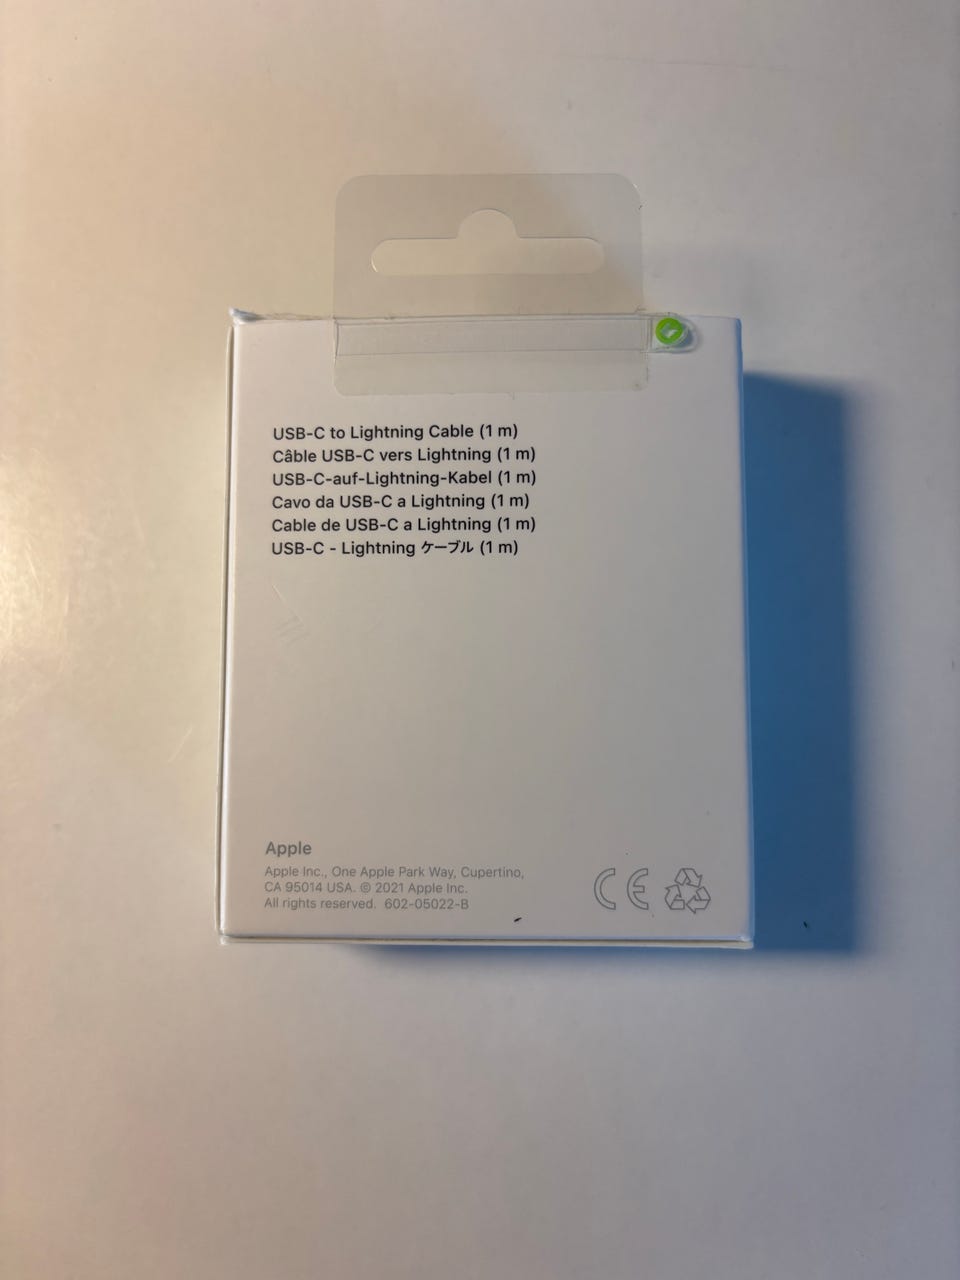 USB-C to Lightning Cable (1 m)
Câble USB-C vers Lightning (1 m)
USB-C-auf-Lightning-Kabel (1 m)
Cavo da USB-C a Lightning (1 m)
Cable de USB-C a Lightning (1 m)
USB-C - Lightning ケーブル (1 m)
Apple
Apple Inc., One Apple Park Way, Cupertino,
CA 95014 USA. © 2021 Apple Inc.
All rights reserved. 602-05022-B
CE